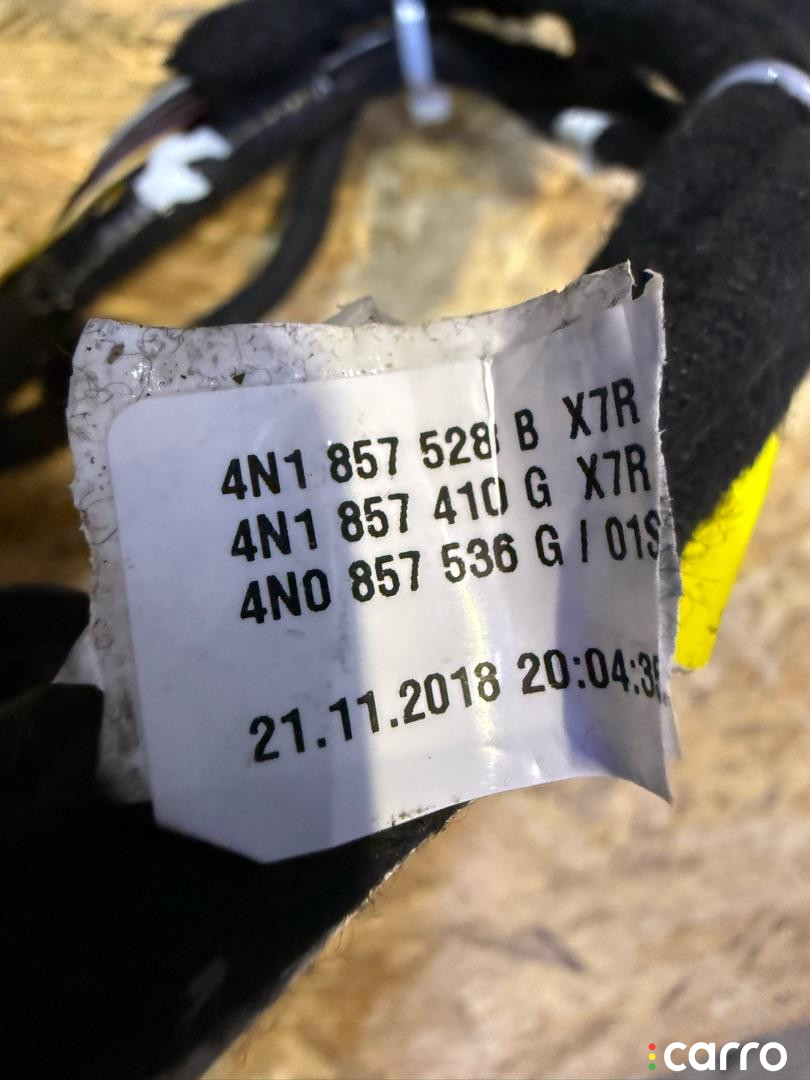 4N1 857 528 B X7R
4N1 857 410 G X7R
4N0 857 536 G / 01S
21.11.2018 20:04:3
carro